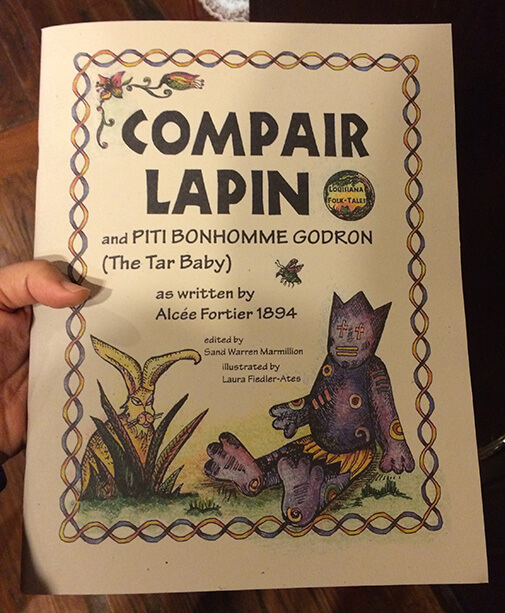 COMPAIR
LAPIN
LOUISIANA
FOLK-TALES
and PITI BONHOMME GODRON
(The Tar Baby)
as written by
Alcée Fortier 1894
edited by
Sand Warren Marmillion
illustrated by
Laura Fiedler-Ates